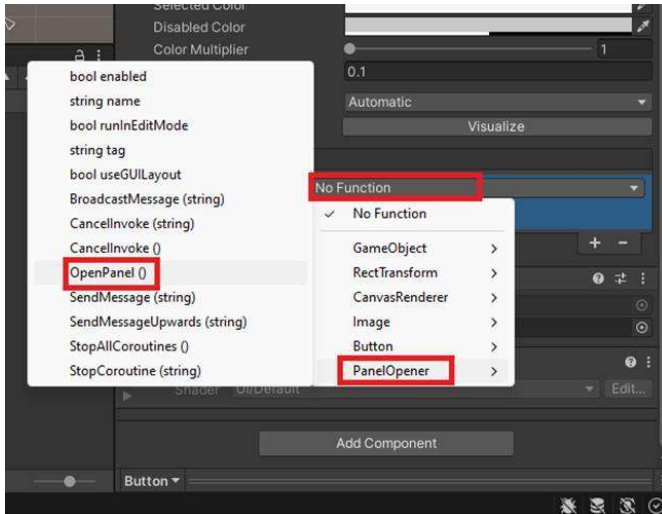 Selected Color
Disabled Color
Color Multiplier
1
0.1
Automatic
Visualize
bool enabled
string name
bool runInEditMode
string tag
bool useGUILayout
BroadcastMessage (string)
CancelInvoke (string)
CancelInvoke ()
OpenPanel ()
SendMessage (string)
SendMessageUpwards (string)
StopAllCoroutines ()
StopCoroutine (string)
No Function
✓ No Function
GameObject >
RectTransform >
CanvasRenderer >
Image >
Button >
PanelOpener >
+ -
Shader UI/Default
Edit...
Add Component
Button